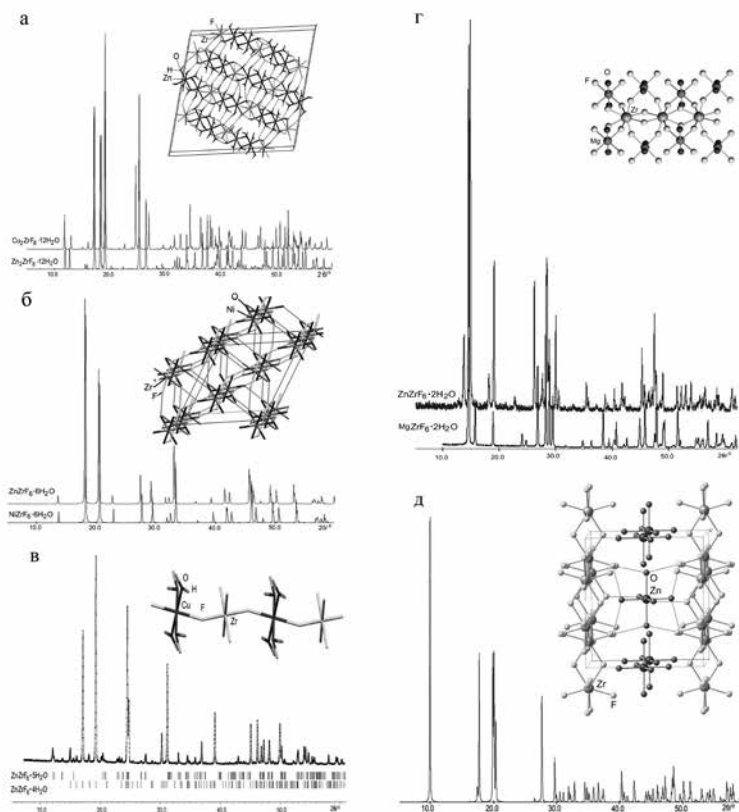 а
F
Zr
O
H
Zn
Co₂ZrF₈·12H₂O
Zn₂ZrF₈·12H₂O
10.0 20.0 30.0 40.0 50.0 2θ/°
б
O
Ni
Zr
F
ZnZrF₆·6H₂O
NiZrF₆·6H₂O
10.0 20.0 30.0 40.0 50.0 2θ/°
в
O
H
Cu
F
Zr
ZnZrF₆·5H₂O
ZnZrF₆·4H₂O
10.0 20.0 30.0 40.0 50.0 2θ/°
г
O
F
Zr
Mg
ZnZrF₆·2H₂O
MgZrF₆·2H₂O
10.0 20.0 30.0 40.0 50.0 2θ/°
д
O
Zn
Zr
F
10.0 20.0 30.0 40.0 50.0 2θ/°